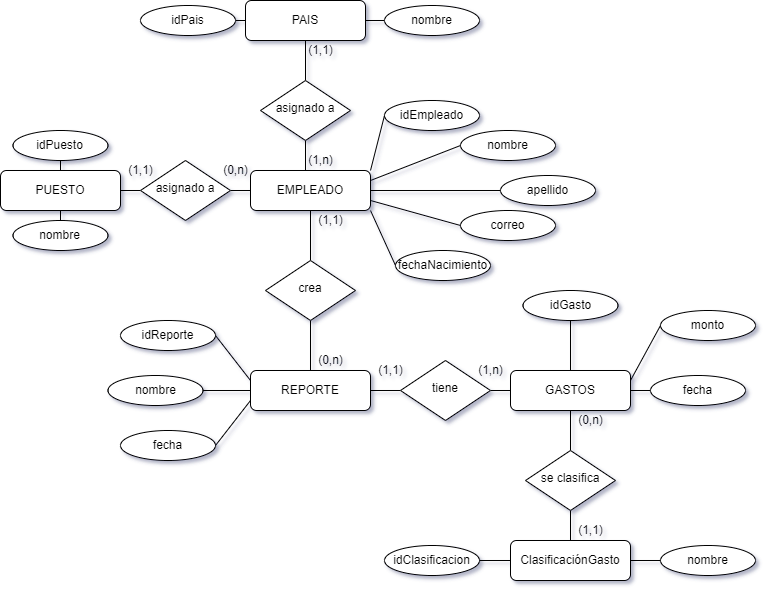 idPais
PAIS
nombre
(1,1)
asignado a
(1,n)
idEmpleado
nombre
apellido
correo
fechaNacimiento
idPuesto
PUESTO
nombre
(1,1)
asignado a
(0,n)
EMPLEADO
(1,1)
crea
(0,n)
idReporte
nombre
fecha
REPORTE
(1,1)
tiene
(1,n)
idGasto
monto
fecha
GASTOS
(0,n)
se clasifica
(1,1)
idClasificacion
ClasificaciónGasto
nombre